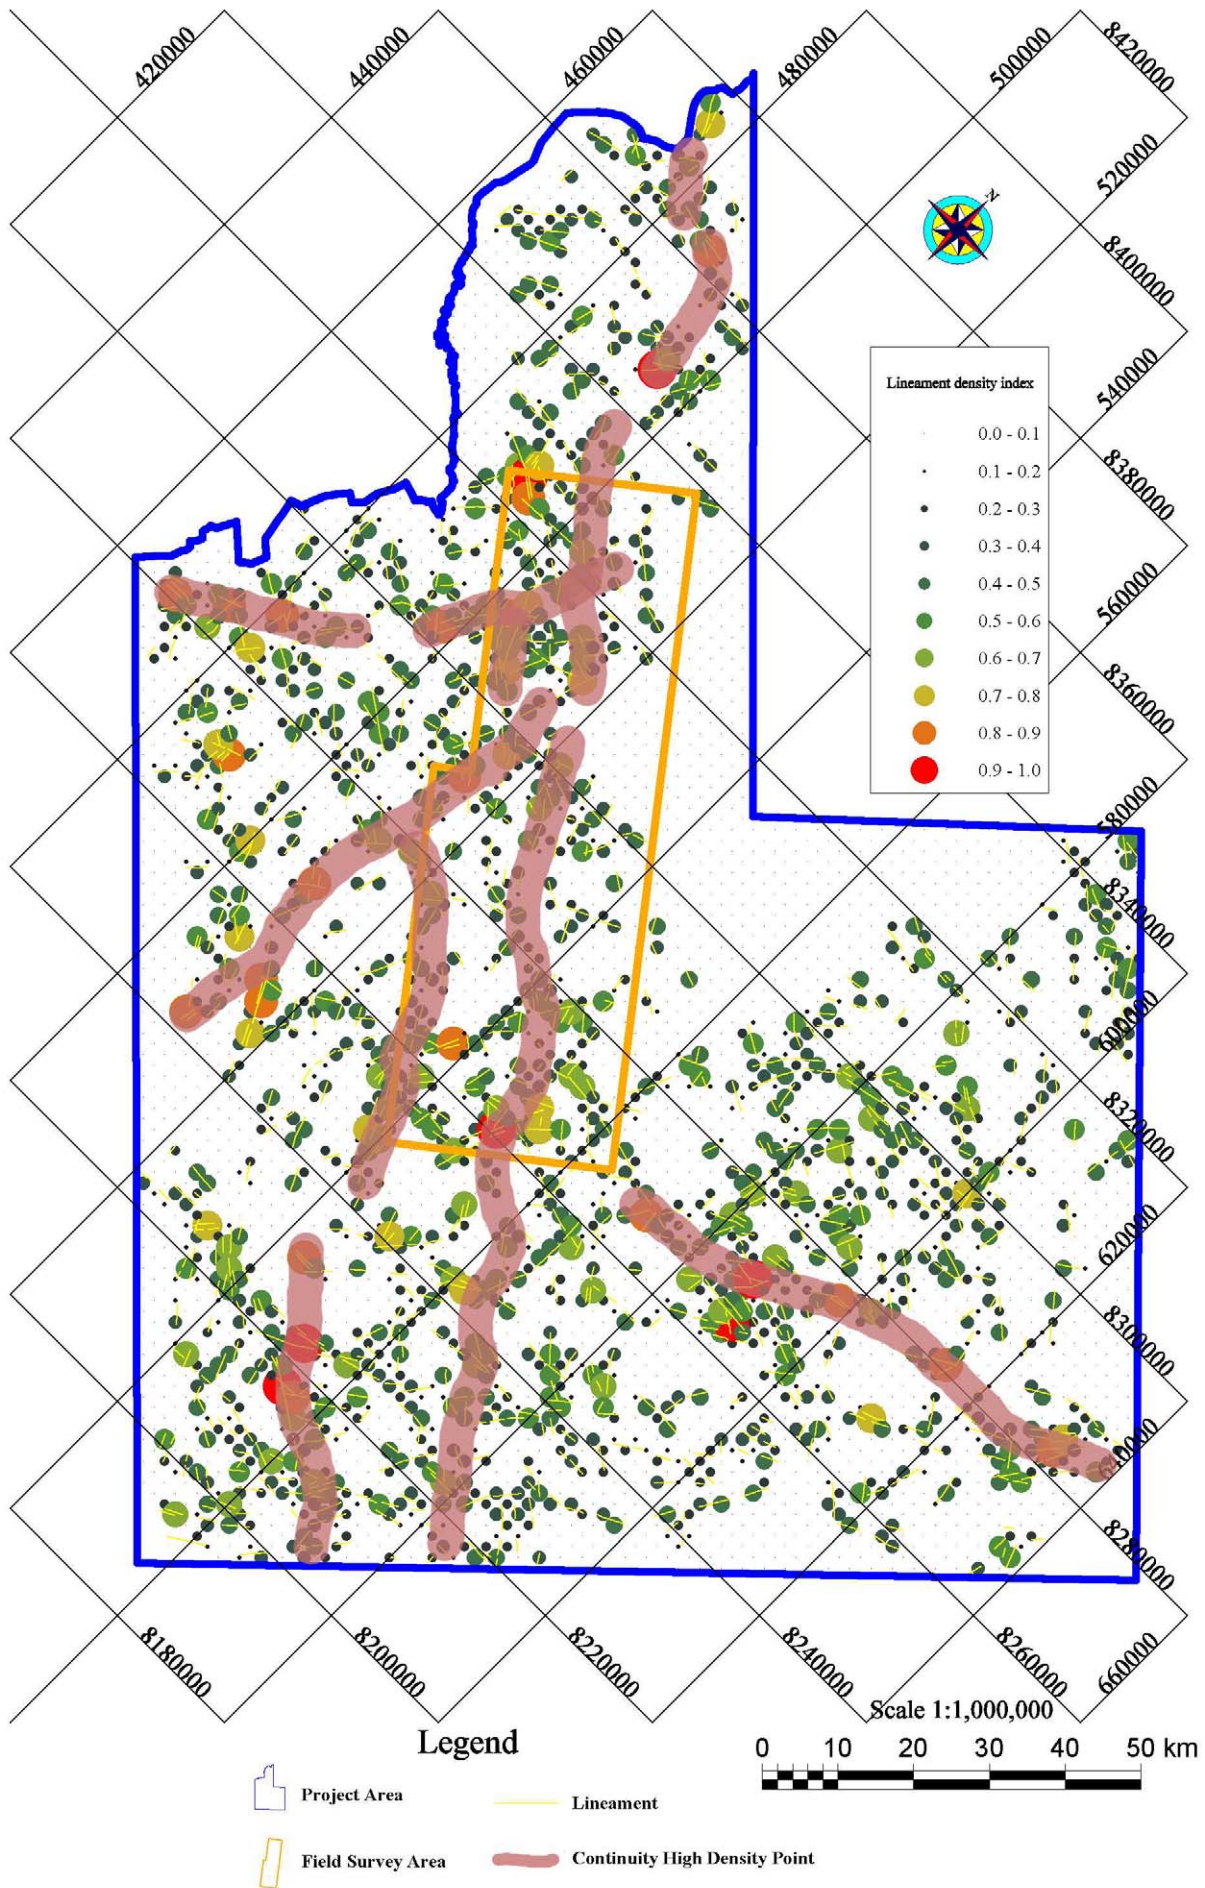 420000
440000
460000
480000
500000
8420000
520000
8400000
540000
8380000
560000
8360000
580000
8340000
600000
8320000
620000
8300000
640000
8280000
660000
8180000
8200000
8220000
8240000
8260000
N
Lineament density index
0.0 - 0.1
0.1 - 0.2
0.2 - 0.3
0.3 - 0.4
0.4 - 0.5
0.5 - 0.6
0.6 - 0.7
0.7 - 0.8
0.8 - 0.9
0.9 - 1.0
Scale 1:1,000,000
0 10 20 30 40 50 km
Legend
Project Area
Lineament
Field Survey Area
Continuity High Density Point